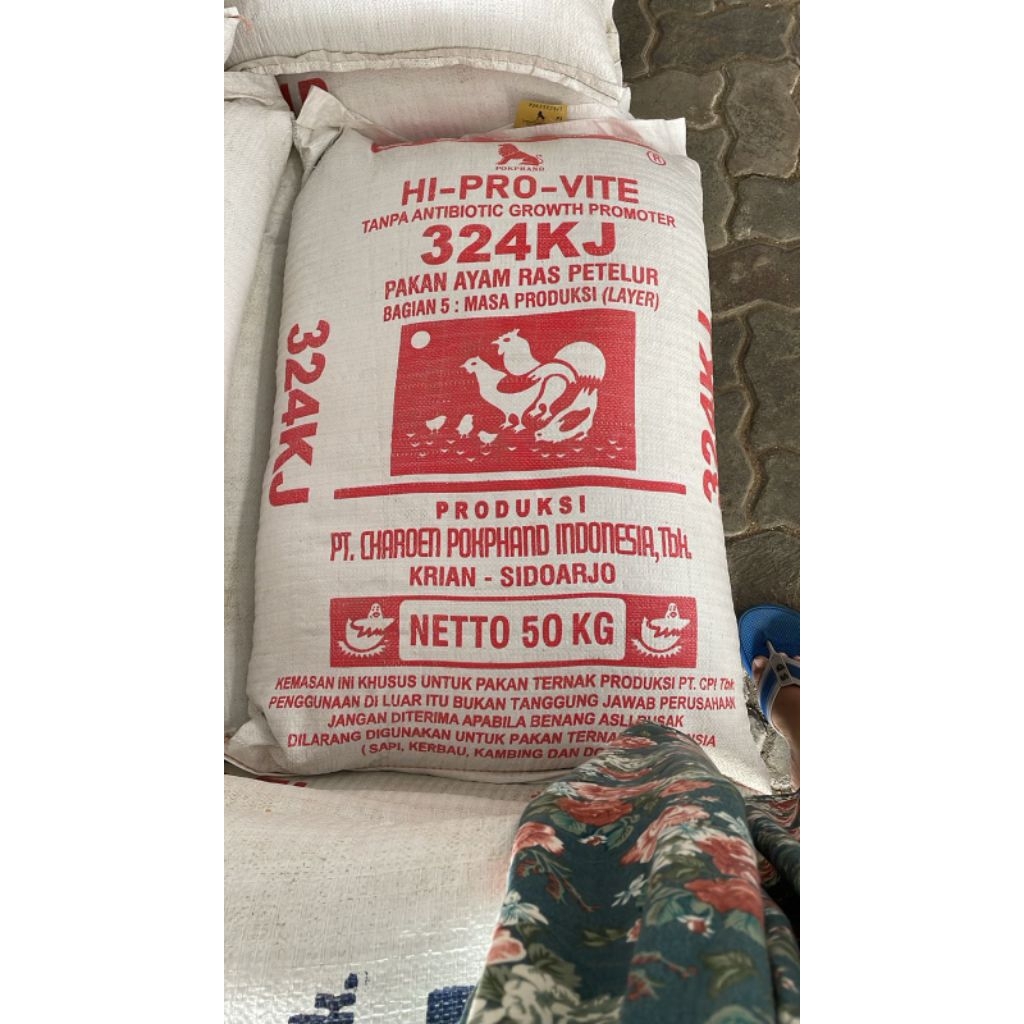 POKPHAND
®
HI-PRO-VITE
TANPA ANTIBIOTIC GROWTH PROMOTER
324KJ
PAKAN AYAM RAS PETELUR
BAGIAN 5 : MASA PRODUKSI (LAYER)
324KJ
324KJ
PRODUKSI
PT. CHAROEN POKPHAND INDONESIA, Tbk.
KRIAN - SIDOARJO
NETTO 50 KG
KEMASAN INI KHUSUS UNTUK PAKAN TERNAK PRODUKSI PT. CPI Tbk.
PENGGUNAAN DI LUAR ITU BUKAN TANGGUNG JAWAB PERUSAHAAN
JANGAN DITERIMA APABILA BENANG ASLI RUSAK
DILARANG DIGUNAKAN UNTUK PAKAN
( SAPI, KERBAU, KAMBING DAN